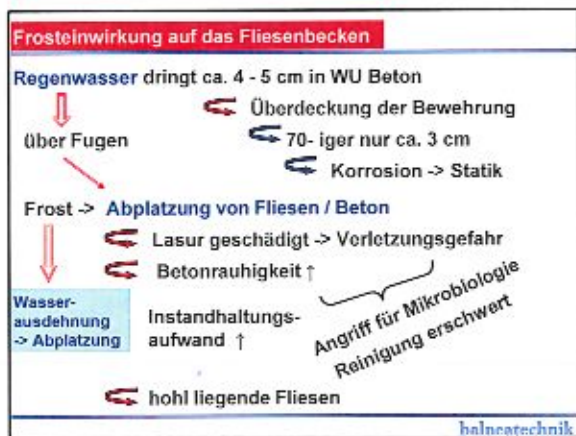 Frosteinwirkung auf das Fliesenbecken
Regenwasser dringt ca. 4 - 5 cm in WU Beton
Überdeckung der Bewehrung
über Fugen
70- iger nur ca. 3 cm
Korrosion -> Statik
Frost -> Abplatzung von Fliesen / Beton
Lasur geschädigt -> Verletzungsgefahr
Betonrauhigkeit ↑
Wasser-
ausdehnung
-> Abplatzung
Instandhaltungs-
aufwand ↑
Angriff für Mikrobiologie
Reinigung erschwert
hohl liegende Fliesen
balneatechnik